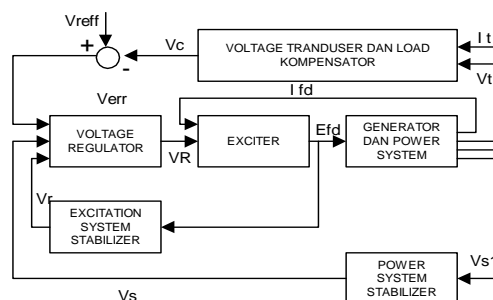 Vreff
+
-
Vc
VOLTAGE TRANDUSER DAN LOAD
KOMPENSATOR
I t
Vt
Verr
I fd
VOLTAGE
REGULATOR
VR
EXCITER
Efd
GENERATOR
DAN POWER
SYSTEM
Vr
EXCITATION
SYSTEM
STABILIZER
POWER
SYSTEM
STABILIZER
Vs1
Vs